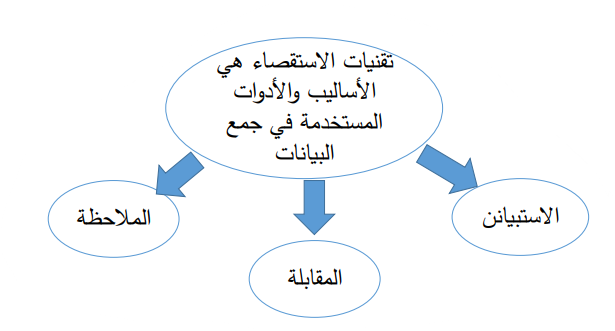 تقنيات الاستقصاء هي
الأساليب والأدوات
المستخدمة في جمع
البيانات
الاستبيانن
الملاحظة
المقابلة